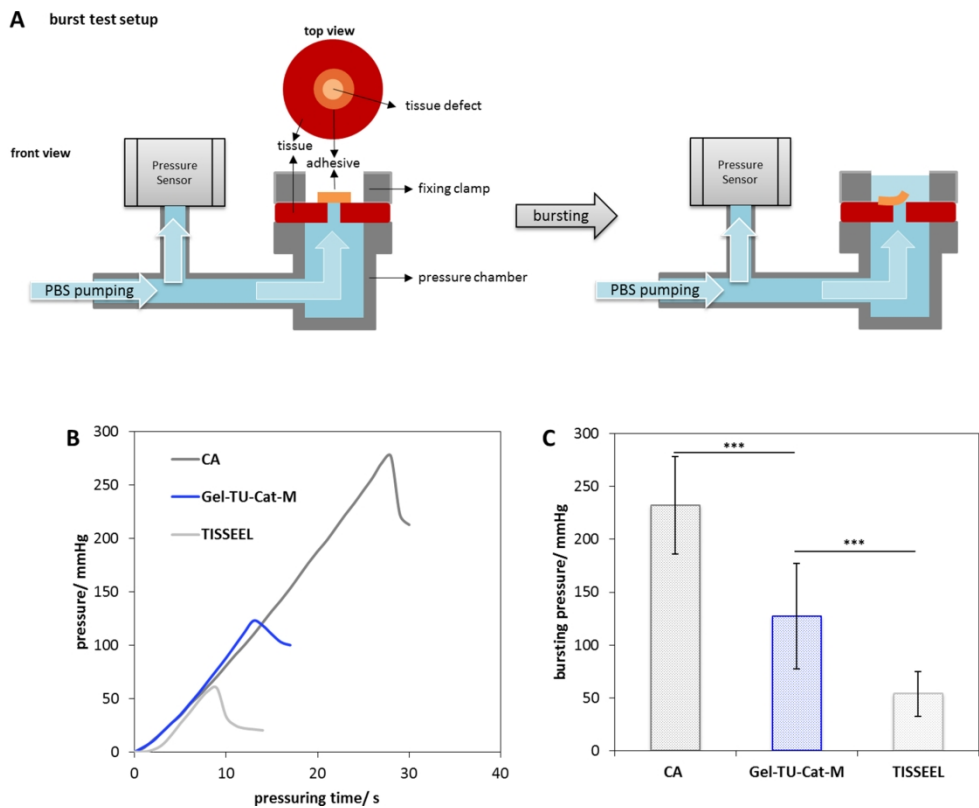 A
burst test setup
top view
tissue defect
tissue
front view
adhesive
Pressure
Sensor
fixing clamp
bursting
Pressure
Sensor
pressure chamber
PBS pumping
PBS pumping
B
300
250
200
150
100
50
0
pressure/ mmHg
CA
Gel-TU-Cat-M
TISSEEL
0
10
20
30
40
pressuring time/ s
C
300
250
200
150
100
50
0
bursting pressure/ mmHg
***
***
CA
Gel-TU-Cat-M
TISSEEL